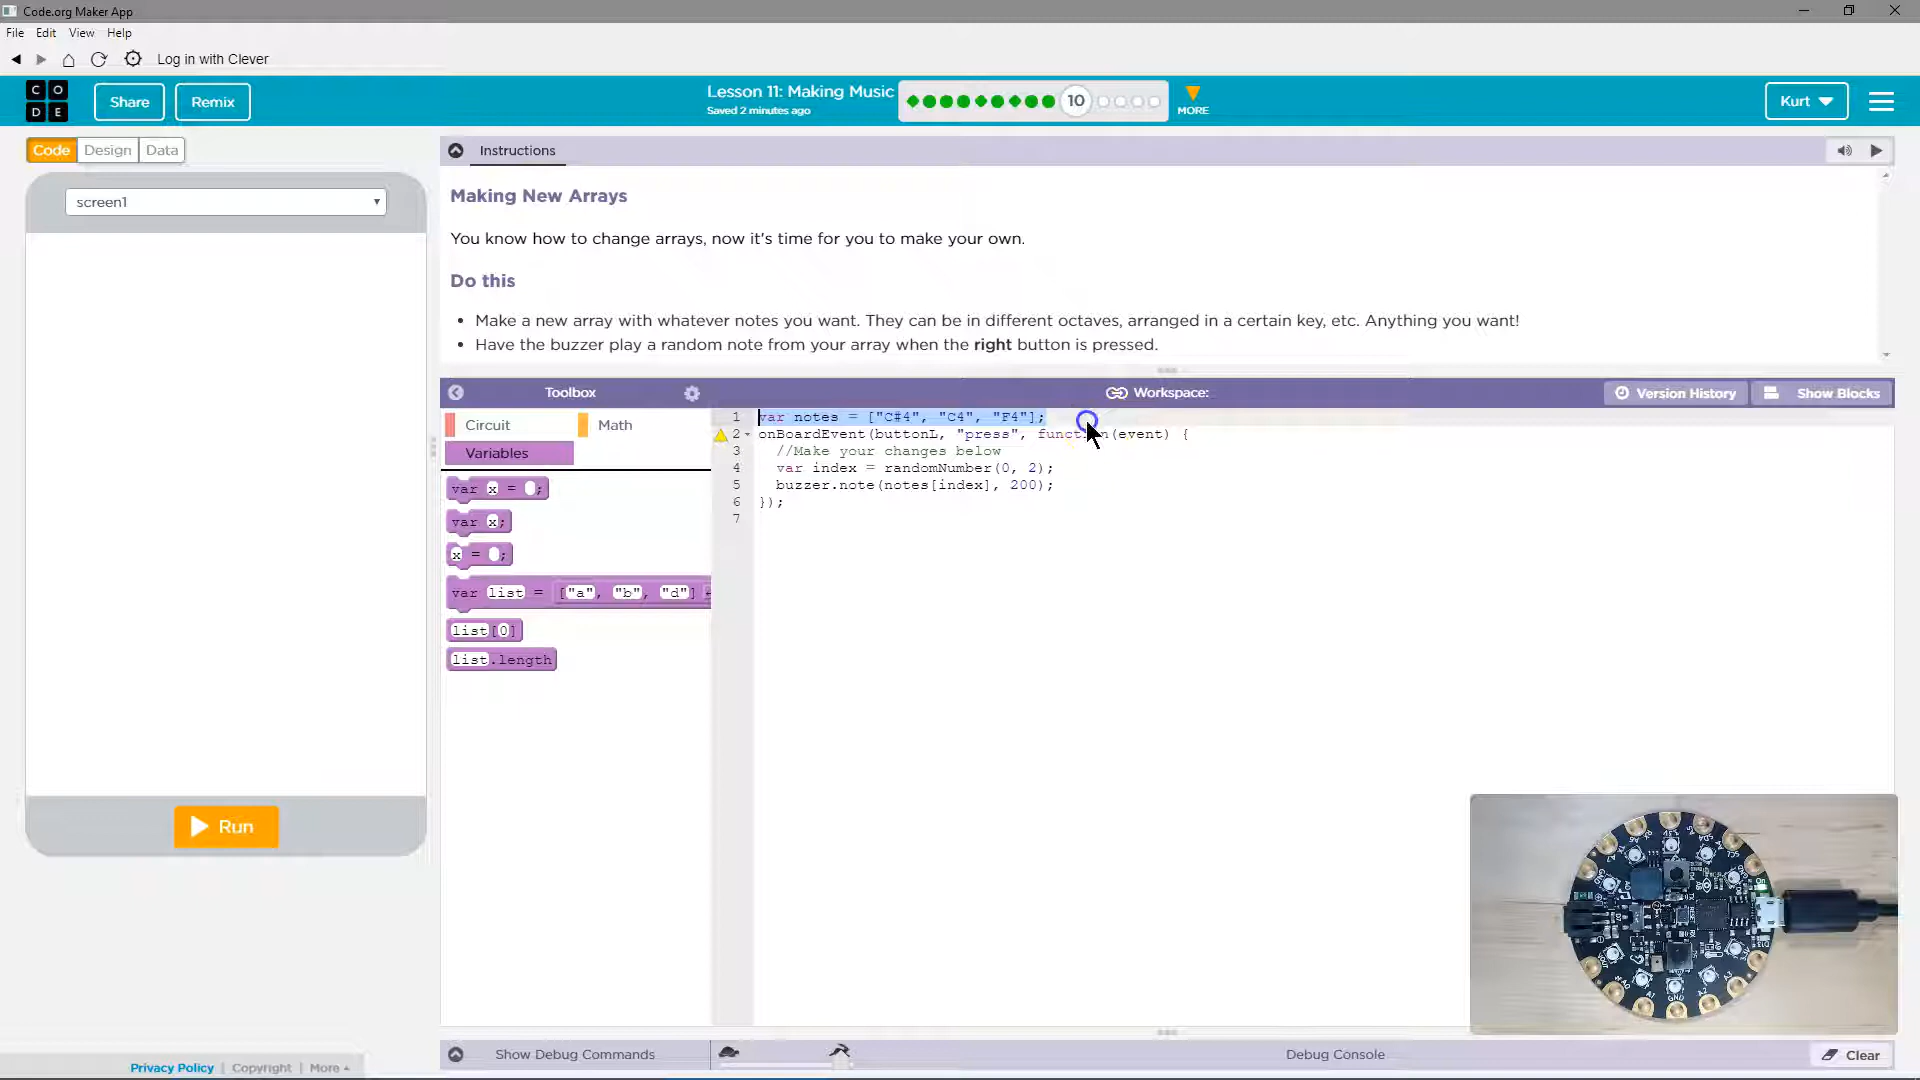 Code.org Maker App
File Edit View Help
Log in with Clever
C O
D E
Share
Remix
Lesson 11: Making Music
Saved 2 minutes ago
10
MORE
Kurt
Code Design Data
screen1
Run
Instructions
Making New Arrays
You know how to change arrays, now it's time for you to make your own.
Do this
• Make a new array with whatever notes you want. They can be in different octaves, arranged in a certain key, etc. Anything you want!
• Have the buzzer play a random note from your array when the right button is pressed.
Toolbox
Workspace:
Version History
Show Blocks
Circuit
Math
Variables
var x = ;
var x;
x = ;
var list = ["a", "b", "d"]
list[0]
list.length
1 var notes = ["C#4", "C4", "F4"];
2 onBoardEvent(buttonL, "press", function(event) {
3 //Make your changes below
4 var index = randomNumber(0, 2);
5 buzzer.note(notes[index], 200);
6 });
7
Show Debug Commands
Debug Console
Clear
Privacy Policy | Copyright | More